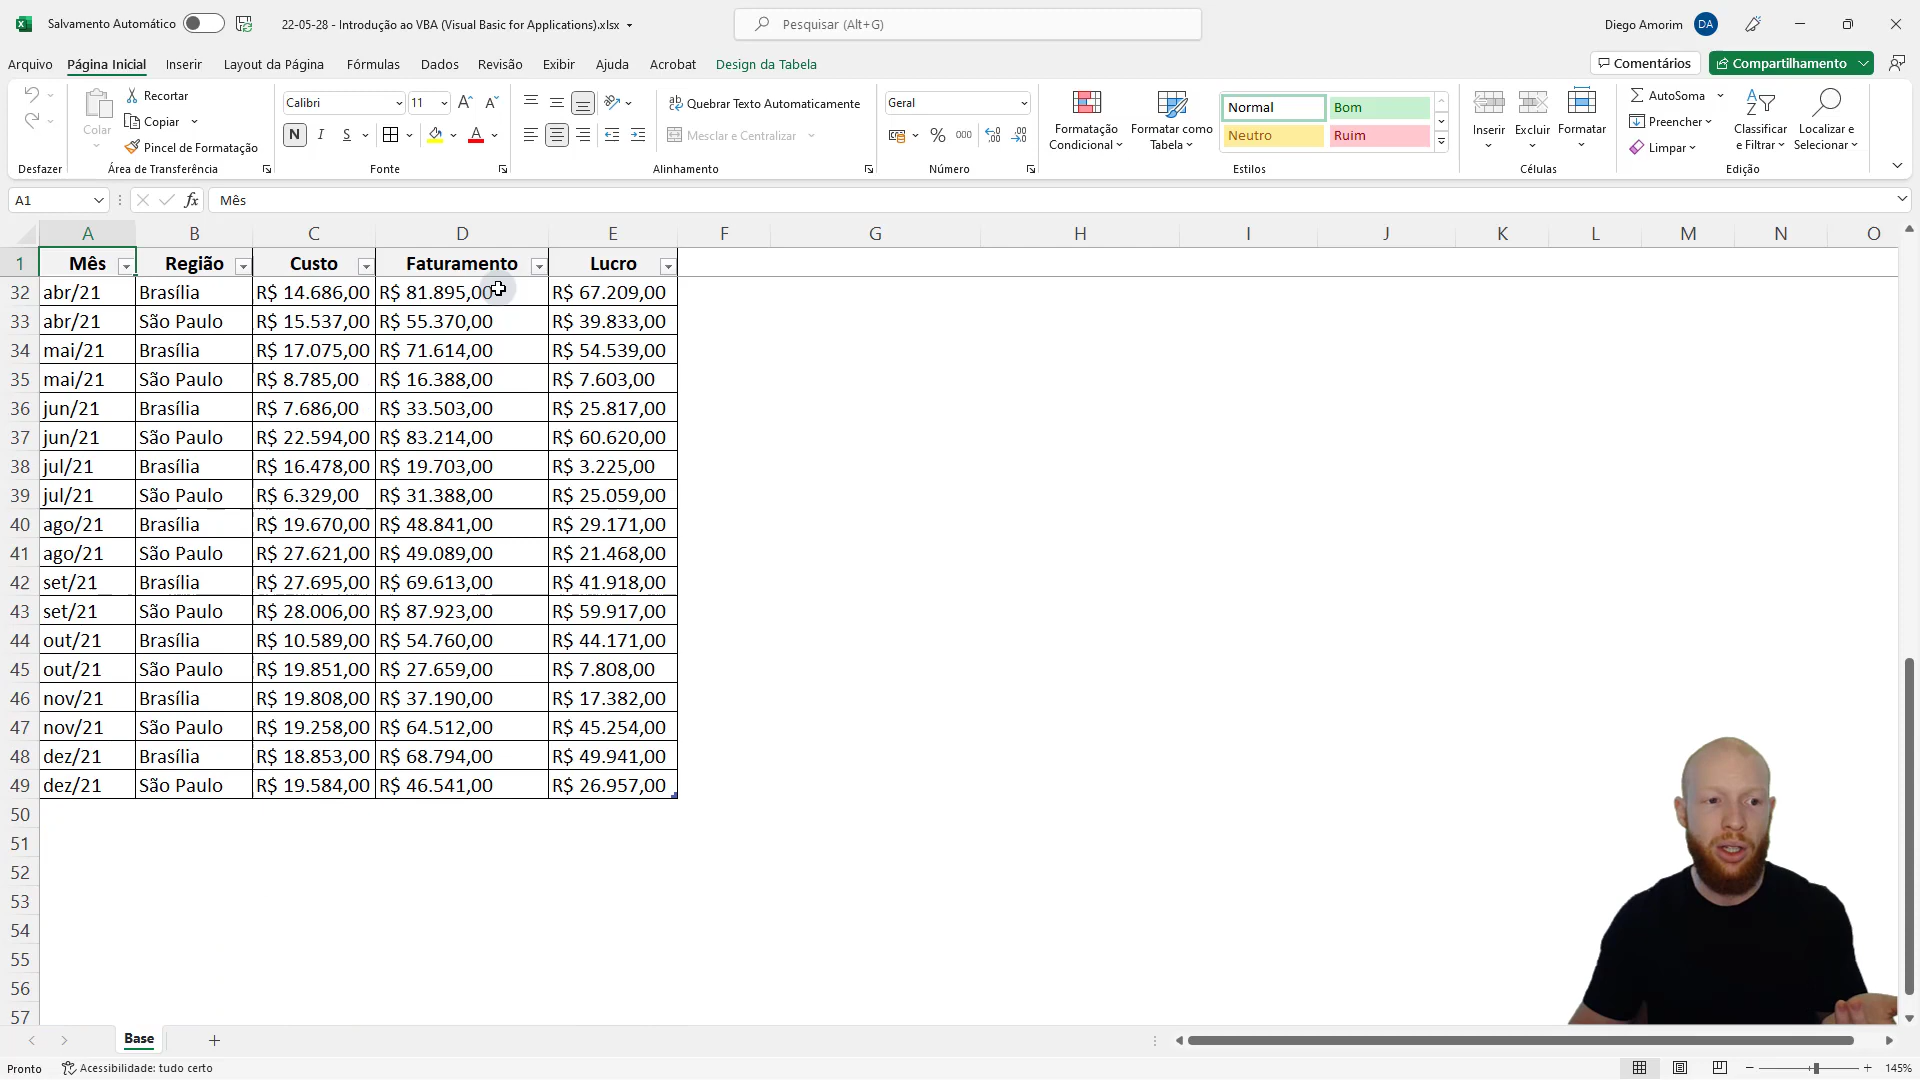 Salvamento Automático
22-05-28 - Introdução ao VBA (Visual Basic for Applications).xlsx
Pesquisar (Alt+G)
Diego Amorim DA
Arquivo Página Inicial Inserir Layout da Página Fórmulas Dados Revisão Exibir Ajuda Acrobat Design da Tabela
Comentários Compartilhamento
Colar
Recortar
Copiar
Pincel de Formatação
Calibri 11
N I S
Quebrar Texto Automaticamente
Mesclar e Centralizar
Geral
% 000
Formatação Condicional
Formatar como Tabela
Normal Bom
Neutro Ruim
Inserir Excluir Formatar
AutoSoma
Preencher
Limpar
Classificar e Filtrar
Localizar e Selecionar
Desfazer Área de Transferência Fonte Alinhamento Número Estilos Células Edição
A1 fx Mês
A B C D E F G H I J K L M N O
1 Mês Região Custo Faturamento Lucro
32 abr/21 Brasília R$ 14.686,00 R$ 81.895,00 R$ 67.209,00
33 abr/21 São Paulo R$ 15.537,00 R$ 55.370,00 R$ 39.833,00
34 mai/21 Brasília R$ 17.075,00 R$ 71.614,00 R$ 54.539,00
35 mai/21 São Paulo R$ 8.785,00 R$ 16.388,00 R$ 7.603,00
36 jun/21 Brasília R$ 7.686,00 R$ 33.503,00 R$ 25.817,00
37 jun/21 São Paulo R$ 22.594,00 R$ 83.214,00 R$ 60.620,00
38 jul/21 Brasília R$ 16.478,00 R$ 19.703,00 R$ 3.225,00
39 jul/21 São Paulo R$ 6.329,00 R$ 31.388,00 R$ 25.059,00
40 ago/21 Brasília R$ 19.670,00 R$ 48.841,00 R$ 29.171,00
41 ago/21 São Paulo R$ 27.621,00 R$ 49.089,00 R$ 21.468,00
42 set/21 Brasília R$ 27.695,00 R$ 69.613,00 R$ 41.918,00
43 set/21 São Paulo R$ 28.006,00 R$ 87.923,00 R$ 59.917,00
44 out/21 Brasília R$ 10.589,00 R$ 54.760,00 R$ 44.171,00
45 out/21 São Paulo R$ 19.851,00 R$ 27.659,00 R$ 7.808,00
46 nov/21 Brasília R$ 19.808,00 R$ 37.190,00 R$ 17.382,00
47 nov/21 São Paulo R$ 19.258,00 R$ 64.512,00 R$ 45.254,00
48 dez/21 Brasília R$ 18.853,00 R$ 68.794,00 R$ 49.941,00
49 dez/21 São Paulo R$ 19.584,00 R$ 46.541,00 R$ 26.957,00
50
51
52
53
54
55
56
57
Base
Pronto Acessibilidade: tudo certo 145%